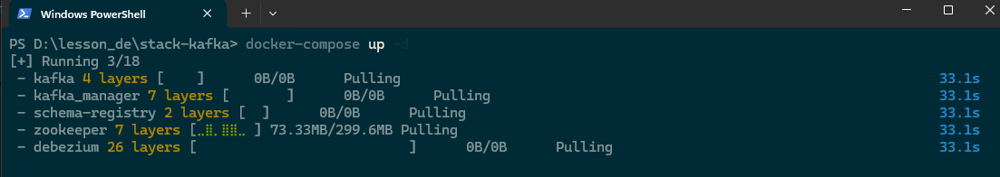 Windows PowerShell
PS D:\lesson_de\stack-kafka> docker-compose up -d
[+] Running 3/18
- kafka 4 layers [    ]      0B/0B      Pulling 33.1s
- kafka_manager 7 layers [       ]      0B/0B      Pulling 33.1s
- schema-registry 2 layers [  ]      0B/0B      Pulling 33.1s
- zookeeper 7 layers [⣀⣿⡀⣿⣿⣀ ] 73.33MB/299.6MB Pulling 33.1s
- debezium 26 layers [                          ]      0B/0B      Pulling 33.1s